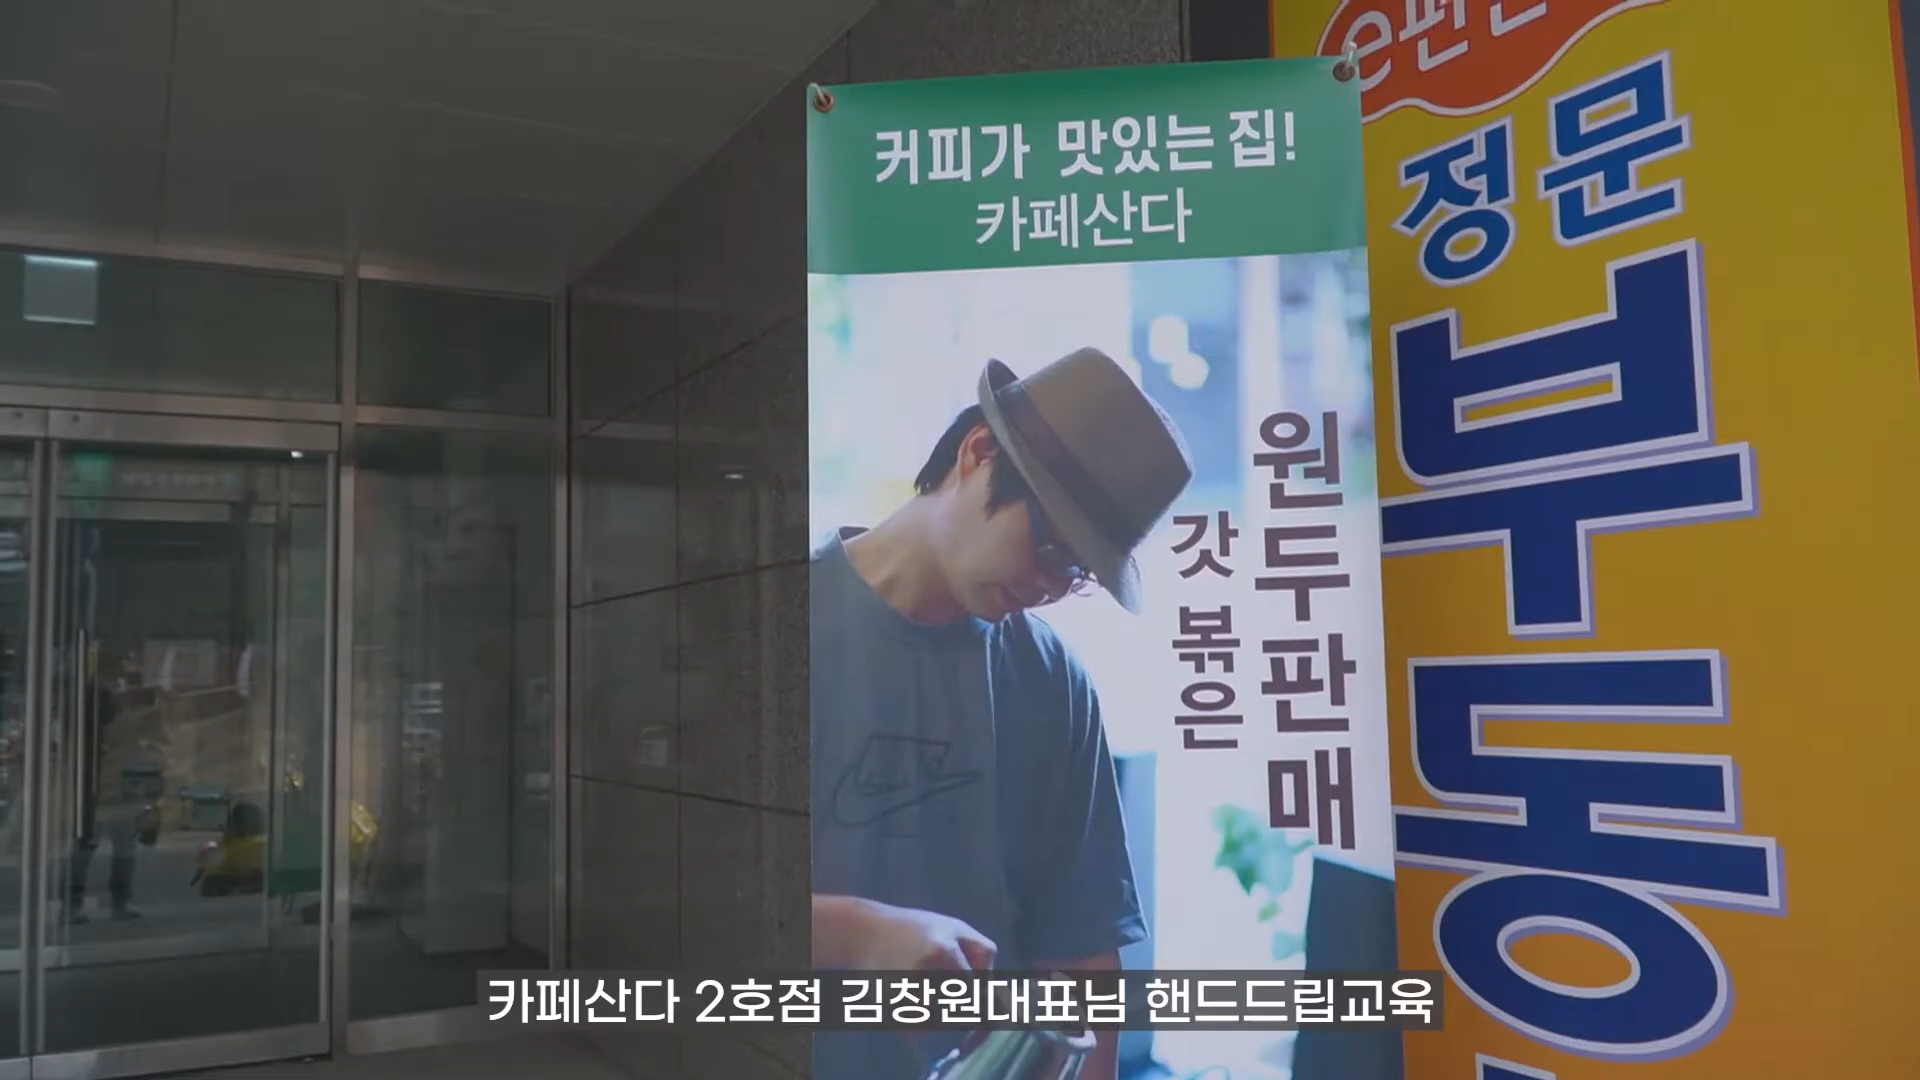 커피가 맛있는 집!
카페산다
갓 볶은
원두판매
정문
부동
카페산다 2호점 김창원대표님 핸드드립교육